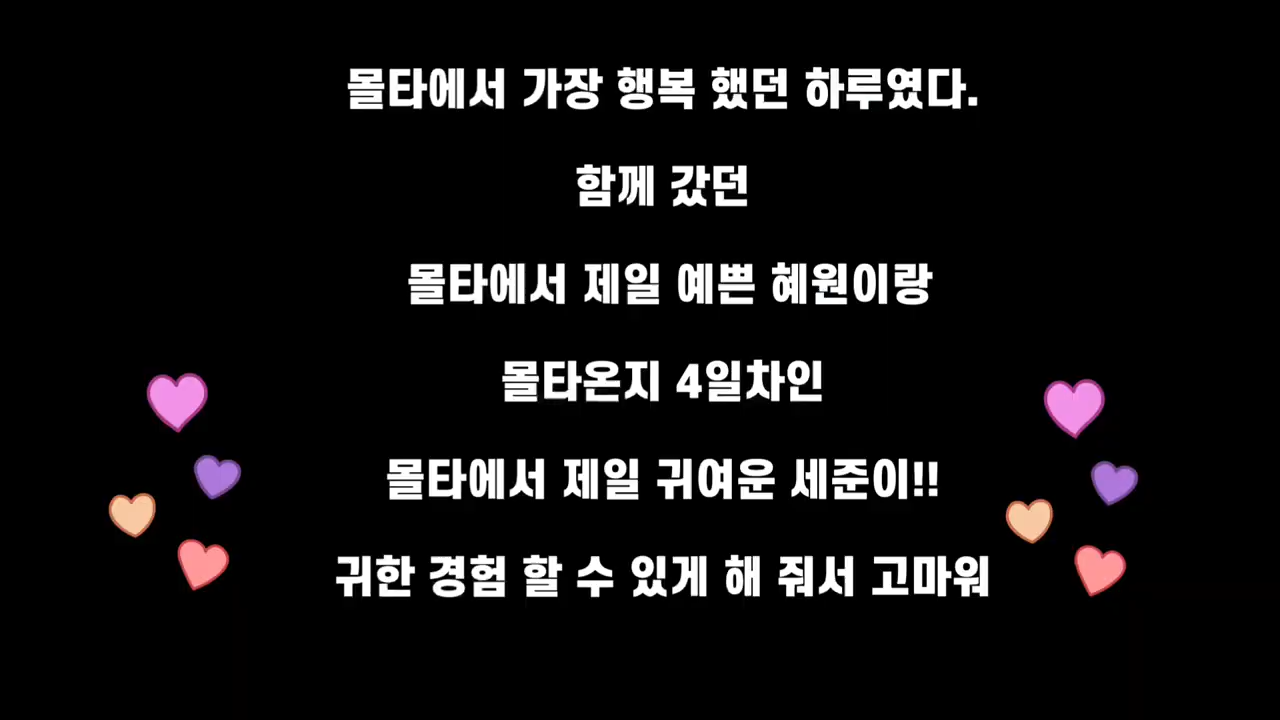 몰타에서 가장 행복 했던 하루였다.
함께 갔던
몰타에서 제일 예쁜 혜원이랑
몰타온지 4일차인
몰타에서 제일 귀여운 세준이!!
귀한 경험 할 수 있게 해 줘서 고마워